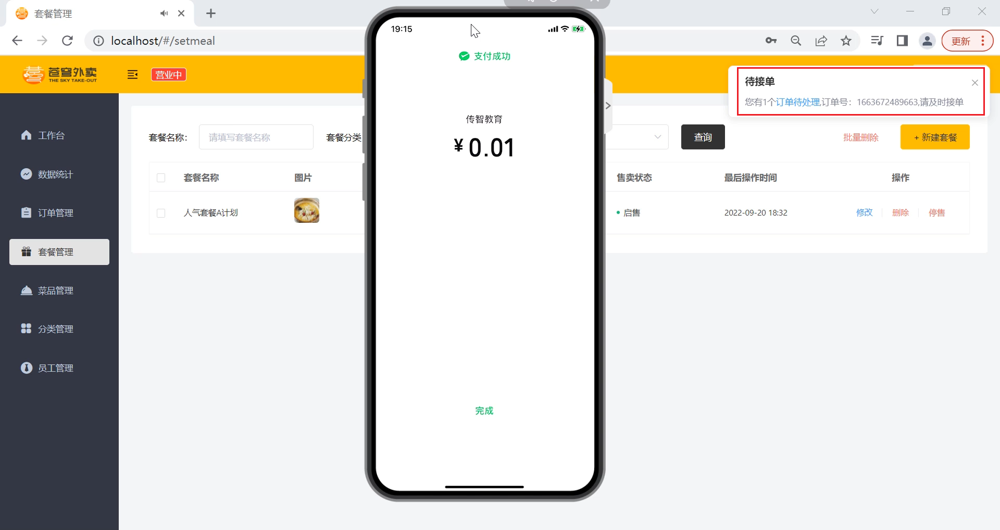 套餐管理
localhost/#/setmeal
更新
苍穹外卖
THE SKY TAKE-OUT
营业中
待接单
您有1个订单待处理,订单号：1663672489663,请及时接单
工作台
数据统计
订单管理
套餐管理
菜品管理
分类管理
员工管理
套餐名称：
请填写套餐名称
套餐分类
查询
批量删除
+ 新建套餐
套餐名称
图片
售卖状态
最后操作时间
操作
人气套餐A计划
启售
2022-09-20 18:32
修改
删除
停售
19:15
支付成功
传智教育
¥0.01
完成